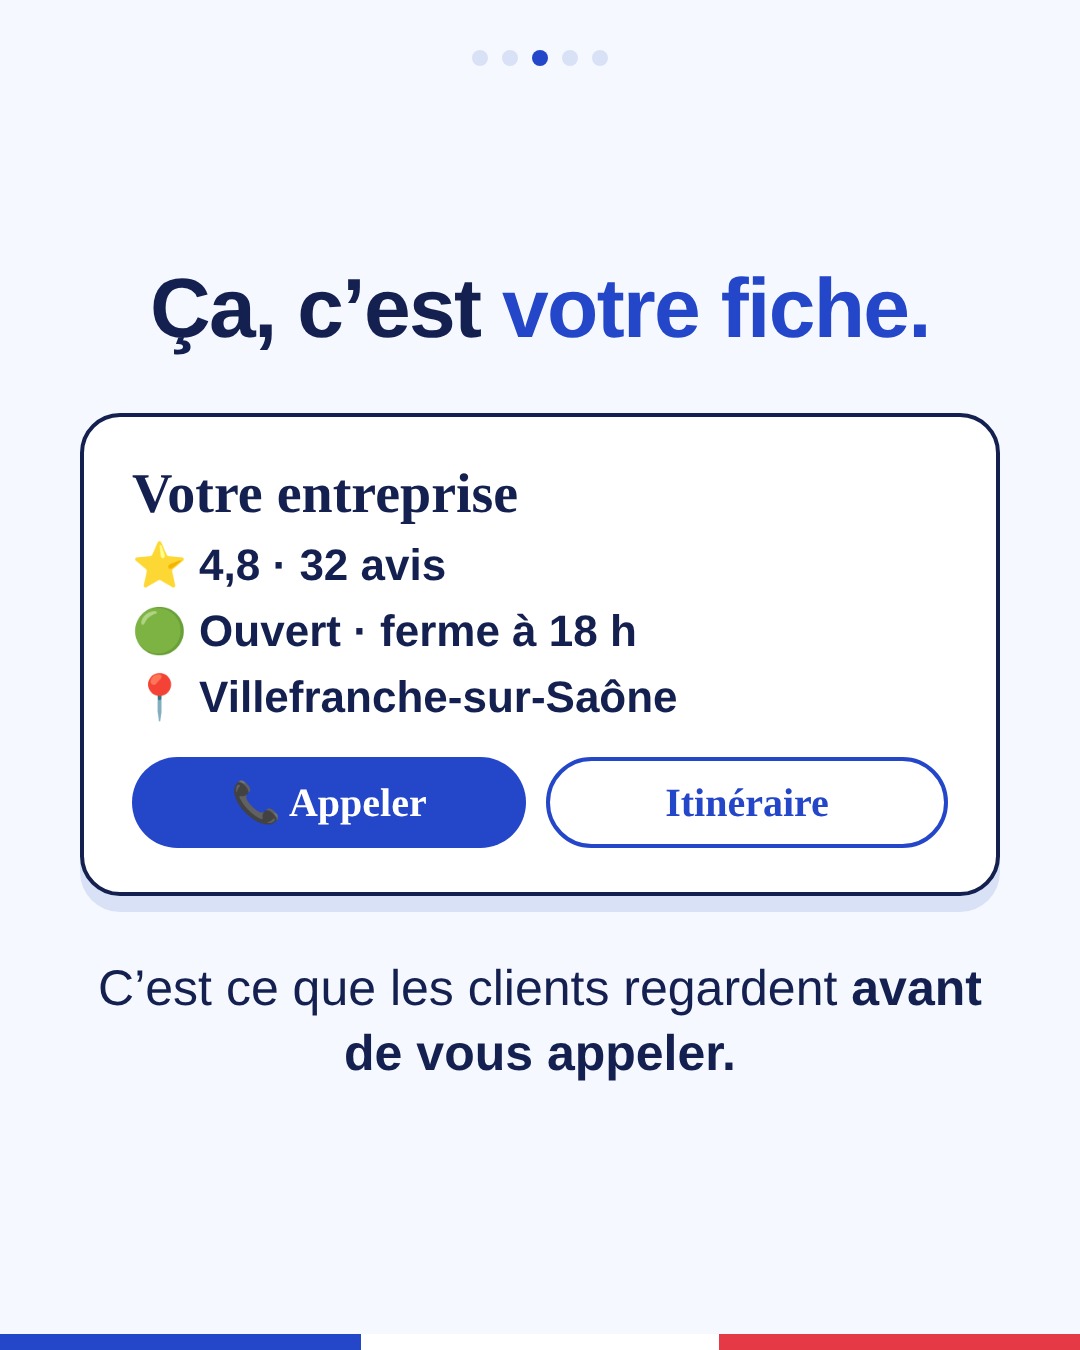 Ça, c’est votre fiche.
Votre entreprise
⭐ 4,8 · 32 avis
🟢 Ouvert · ferme à 18 h
📍 Villefranche-sur-Saône
📞 Appeler
Itinéraire
C’est ce que les clients regardent avant
de vous appeler.